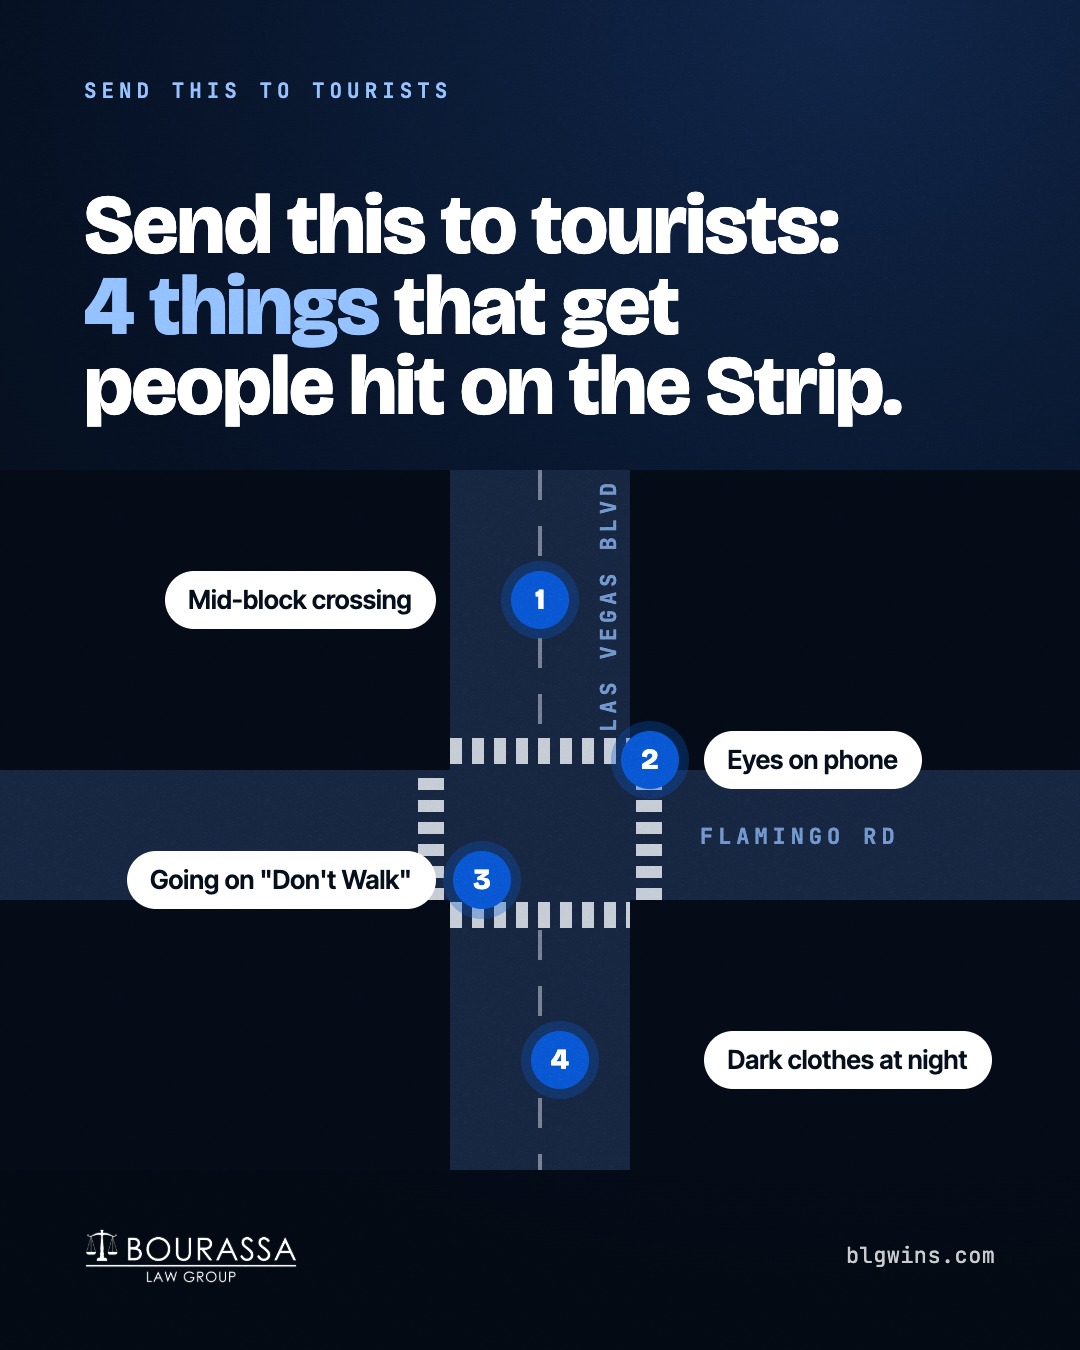 SEND THIS TO TOURISTS
Send this to tourists:
4 things that get
people hit on the Strip.
LAS VEGAS BLVD
Mid-block crossing
1
2
Eyes on phone
FLAMINGO RD
Going on "Don't Walk"
3
4
Dark clothes at night
BOURASSA
LAW GROUP
blgwins.com